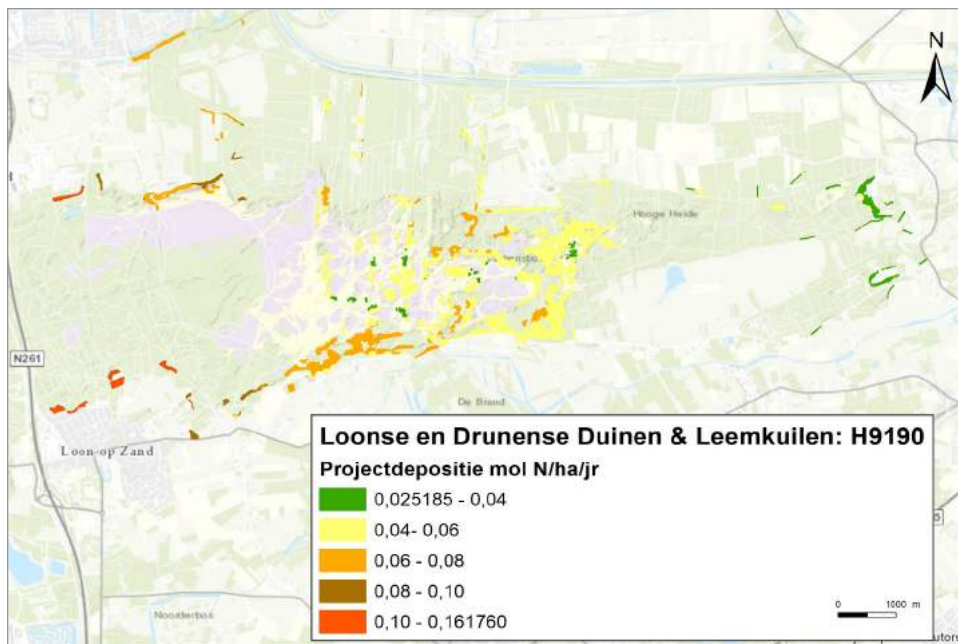 N
Hooge Heide
N261
De Brand
Loon op Zand
Loonse en Drunense Duinen & Leemkuilen: H9190
Projectdepositie mol N/ha/jr
0,025185 - 0,04
0,04- 0,06
0,06 - 0,08
0,08 - 0,10
0,10 - 0,161760
0 1000 m
Noorderbos